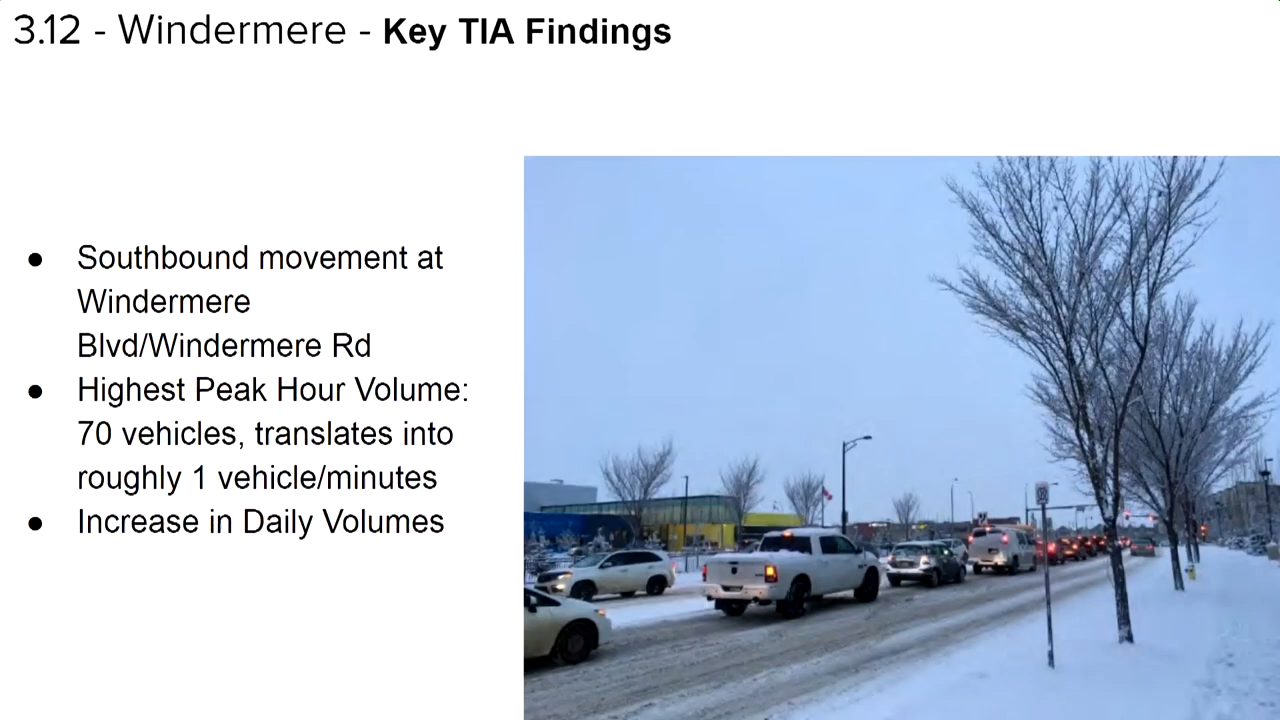 3.12 - Windermere - Key TIA Findings
● Southbound movement at
Windermere
Blvd/Windermere Rd
● Highest Peak Hour Volume:
70 vehicles, translates into
roughly 1 vehicle/minutes
● Increase in Daily Volumes